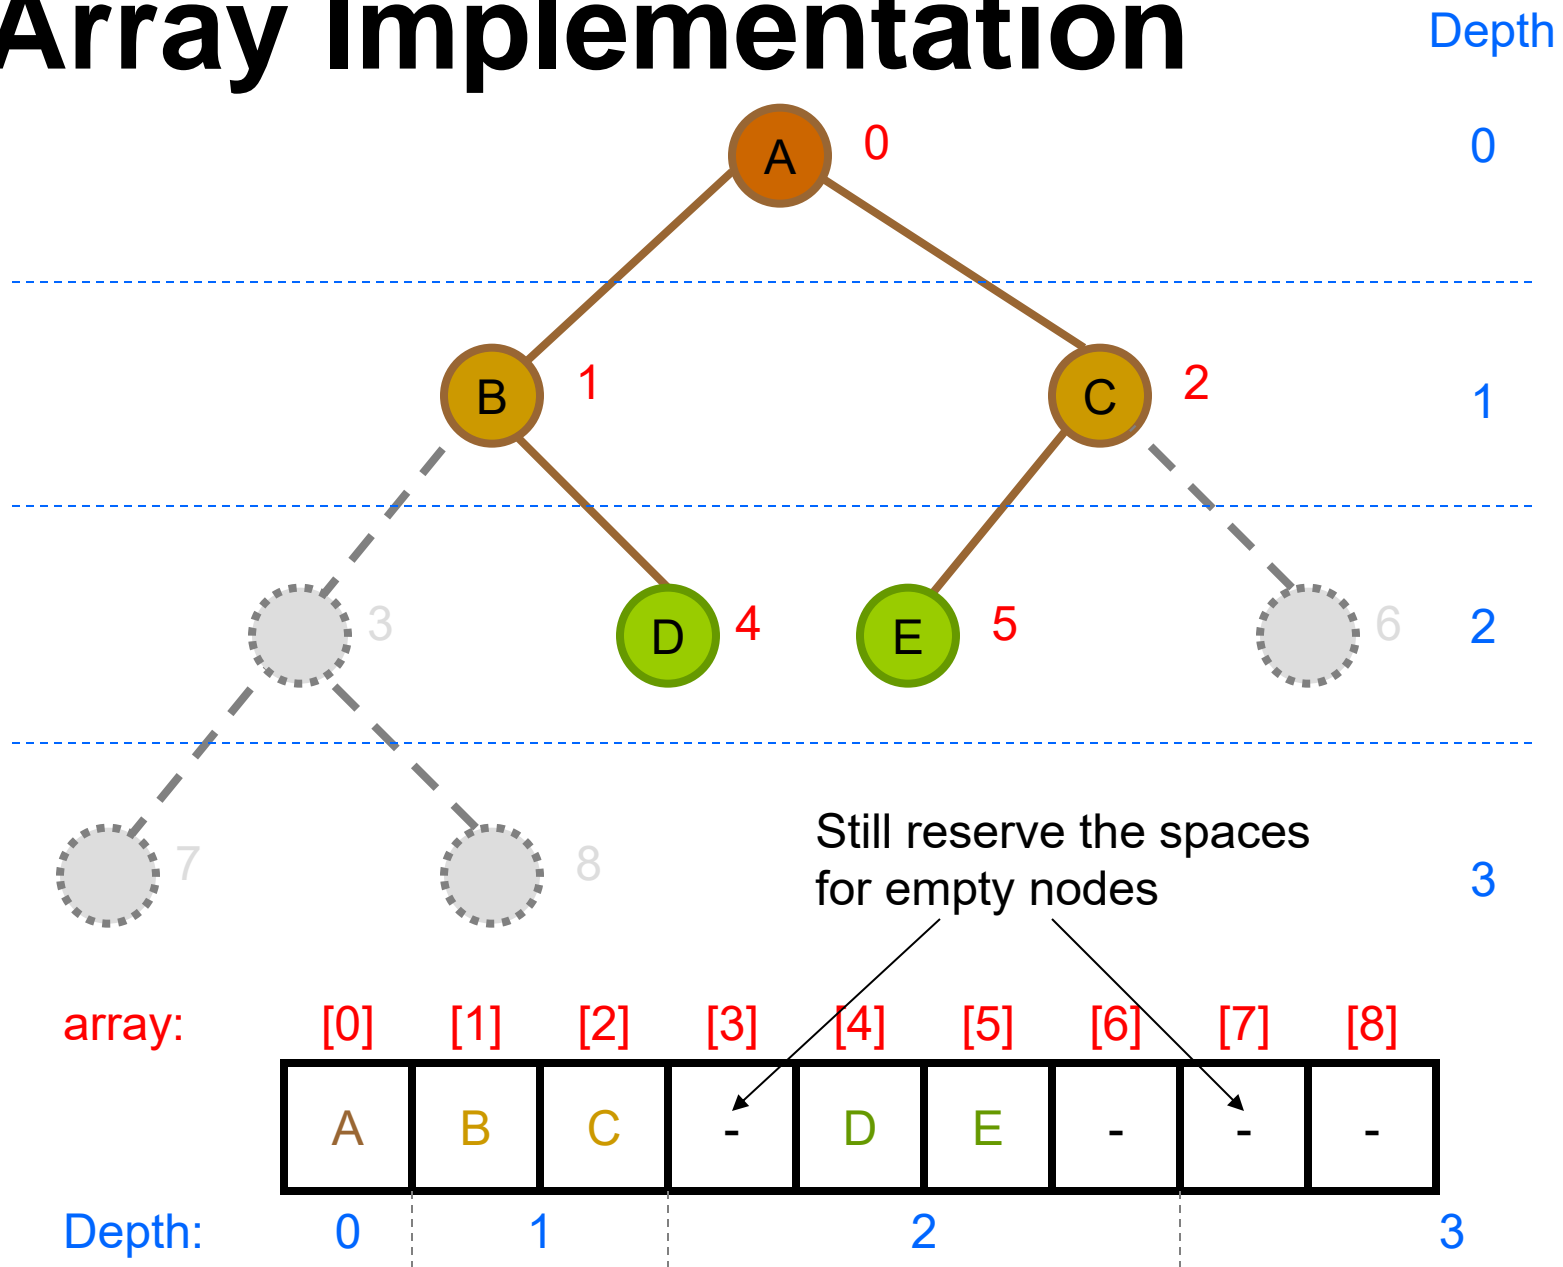 Array Implementation
Depth
A 0 0
B 1 C 2 1
3 D 4 E 5 6 2
7 8 3
Still reserve the spaces
for empty nodes
array: [0] [1] [2] [3] [4] [5] [6] [7] [8]
A B C - D E - - -
Depth: 0 1 2 3